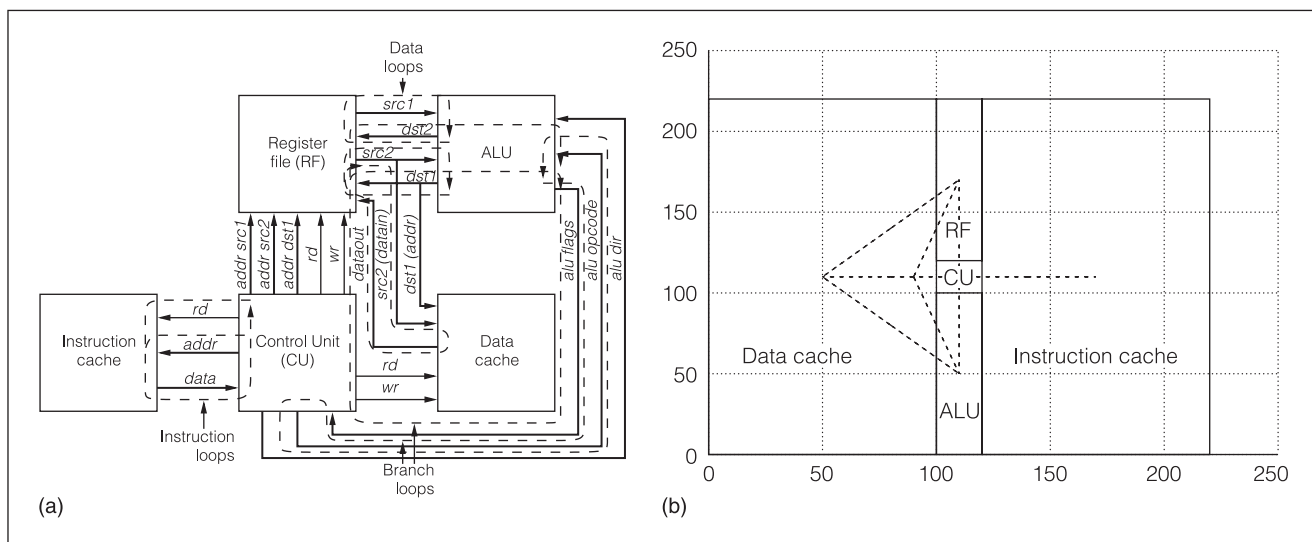 Data
loops
src1
dst2
src2
dst1
Register
file (RF)
ALU
addr src1
addr src2
addr dst1
rd
wr
dataout
src2 (datain)
dst1 (addr)
alu flags
alu opcode
alu dir
Instruction
cache
rd
addr
data
Control Unit
(CU)
rd
wr
Data
cache
Instruction
loops
Branch
loops
(a)
250
200
150
100
50
0
RF
CU
ALU
Data cache
Instruction cache
0
50
100
150
200
250
(b)